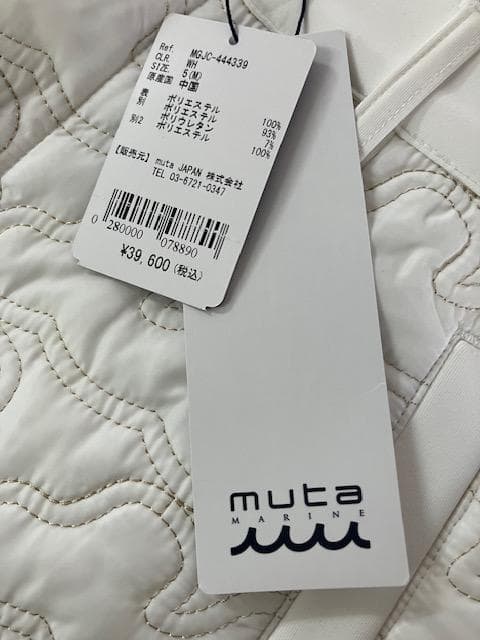 Ref. MGJC-444339
CLR. WH
SIZE. 5(M)
原産国 中国
表 ポリエステル 100%
別 ポリエステル 93%
ポリウレタン 7%
別2 ポリエステル 100%
【販売元】 muta JAPAN 株式会社
TEL 03-6721-0347
0 280000 078890
¥39,600(税込)
muta
MARINE